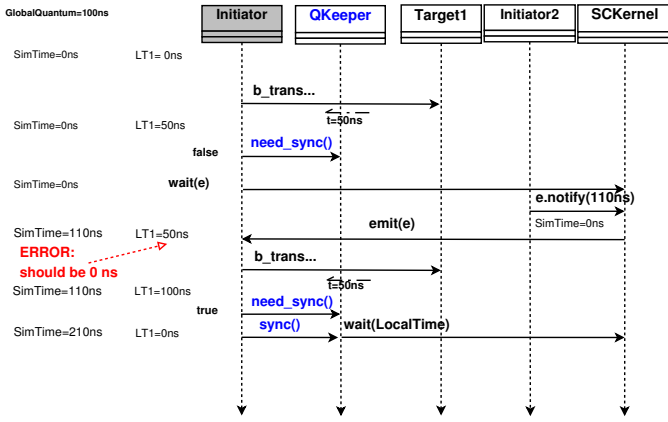 GlobalQuantum=100ns
Initiator
QKeeper
Target1
Initiator2
SCKernel
SimTime=0ns
LT1= 0ns
b_trans...
t=50ns
SimTime=0ns
LT1=50ns
need_sync()
false
SimTime=0ns
wait(e)
e.notify(110ns)
SimTime=0ns
emit(e)
SimTime=110ns
LT1=50ns
ERROR:
should be 0 ns
b_trans...
t=50ns
SimTime=110ns
LT1=100ns
need_sync()
true
sync()
wait(LocalTime)
SimTime=210ns
LT1=0ns